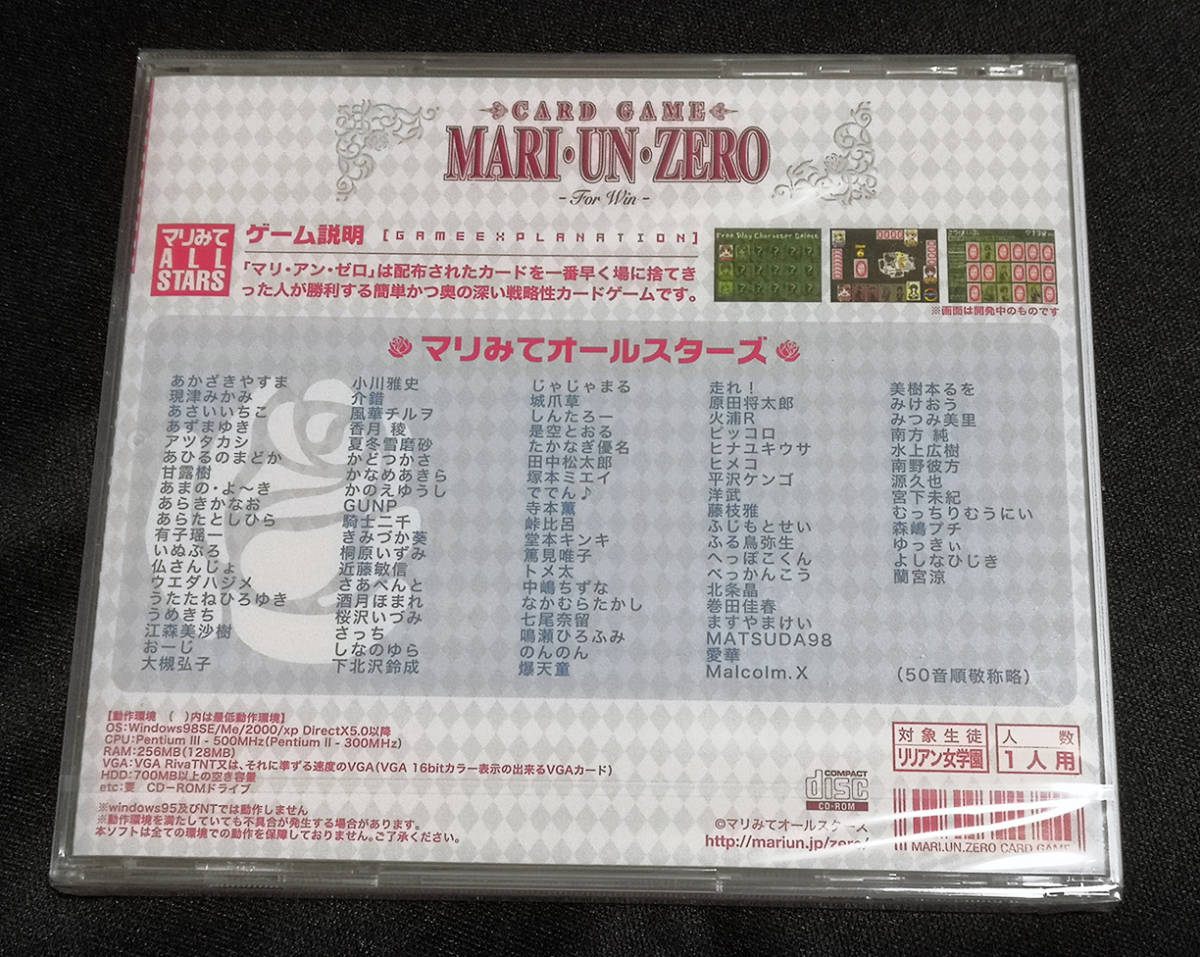 CARD GAME
MARI・UN・ZERO
- For Win -
マリみて
ALL
STARS
ゲーム説明 [GAMEEXPLANATION]
「マリ・アン・ゼロ」は配布されたカードを一番早く場に捨てき
った人が勝利する簡単かつ奥の深い戦略性カードゲームです。
Free Play Character Select
※画面は開発中のものです
マリみてオールスターズ
あかざきやすま
現津みかみ
あさいいちこ
あずまゆき
アツタカシ
あひるのまどか
甘露樹
あまの・よ〜き
あらきかなお
あらたとしひら
有子瑶一
いぬぶろ
仏さんじょ
ウエダハジメ
うたたねひろゆき
うめきち
江森美沙樹
おーじ
大槻弘子
小川雅史
介錯
風華チルヲ
香月 稜
夏冬雪磨砂
かどつかさ
かなめあきら
かのえゆうし
GUNP
騎士二千
きみづか葵
桐原いずみ
近藤敏信
さあぺんと
酒月ほまれ
桜沢いづみ
さっち
しなのゆら
下北沢鈴成
じゃじゃまる
城爪草
しんたろー
是空とおる
たかなぎ優名
田中松太郎
塚本ミエイ
ででん♪
寺本薫
峠比呂
堂本キンキ
篤見唯子
トメ太
中嶋ちずな
なかむらたかし
七尾奈留
鳴瀬ひろふみ
のんのん
爆天童
走れ！
原田将太郎
火浦R
ピッコロ
ヒナユキウサ
ヒメコ
平沢ケンゴ
洋武
藤枝雅
ふじもとせい
ふる鳥弥生
へっぽこくん
べっかんこう
北条晶
巻田佳春
ますやまけい
MATSUDA98
愛華
Malcolm.X
美樹本るを
みけおう
みつみ美里
南方 純
水上広樹
南野彼方
源久也
宮下未紀
むっちりむうにい
森嶋プチ
ゆっきぃ
よしなひじき
蘭宮涼
(50音順敬称略)
【動作環境 ( )内は最低動作環境】
OS:Windows98SE/Me/2000/xp DirectX5.0以降
CPU:Pentium III - 500MHz(Pentium II - 300MHz)
RAM:256MB(128MB)
VGA:VGA RivaTNT又は、それに準ずる速度のVGA(VGA 16bitカラー表示の出来るVGAカード)
HDD:700MB以上の空き容量
etc:要 CD-ROMドライブ
※windows95及びNTでは動作しません
※動作環境を満たしていても不具合が発生する場合があります。
本ソフトは全ての環境での動作を保障しておりません。ご了承ください。
COMPACT
disc
CD-ROM
対象生徒
リリアン女学園
人数
1人用
©マリみてオールスターズ
http://mariun.jp/zero/
MARI.UN.ZERO CARD GAME